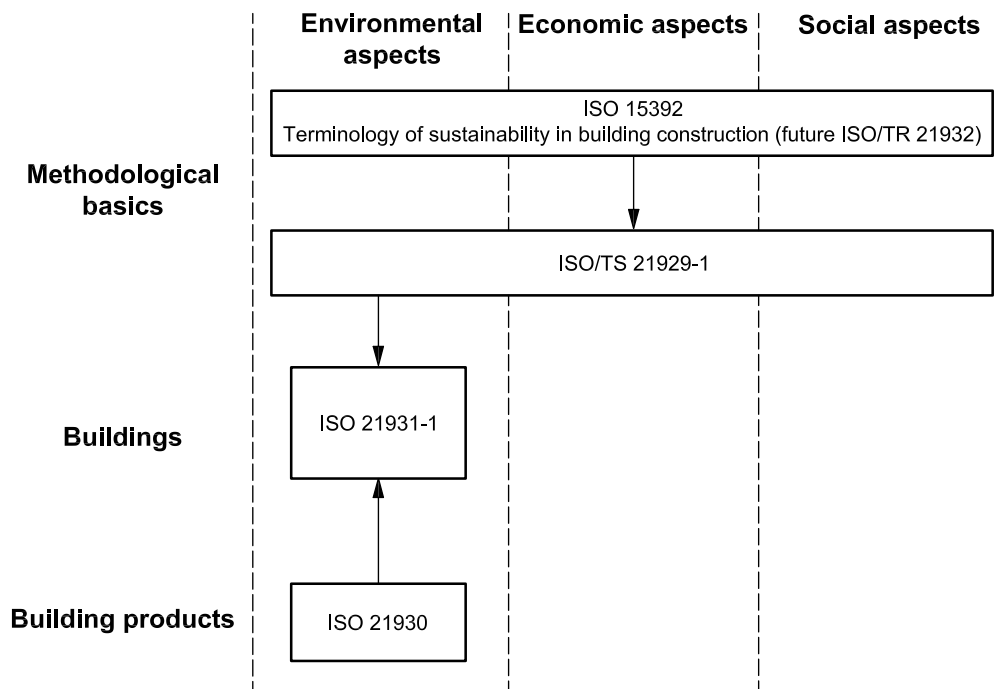 Environmental
aspects
Economic aspects
Social aspects
ISO 15392
Terminology of sustainability in building construction (future ISO/TR 21932)
Methodological
basics
ISO/TS 21929-1
Buildings
ISO 21931-1
Building products
ISO 21930